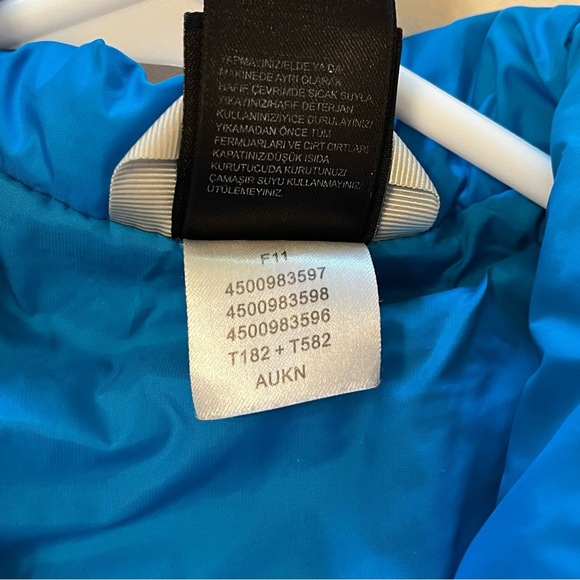 YAPMAYINIZ/ELDE YA DA
MAKİNEDE AYRI OLARAK
HAFİF ÇEVRİMDE SICAK SUYLA
YIKAYINIZ/HAFİF DETERJAN
KULLANINIZ/İYİCE DURULAYINIZ/
YIKAMADAN ÖNCE TÜM
FERMUARLARI VE CIRT CIRTLARI
KAPATINIZ/DÜŞÜK ISIDA
KURUTUCUDA KURUTUNUZ/
ÇAMAŞIR SUYU KULLANMAYINIZ/
ÜTÜLEMEYİNİZ.
F11
4500983597
4500983598
4500983596
T182 + T582
AUKN